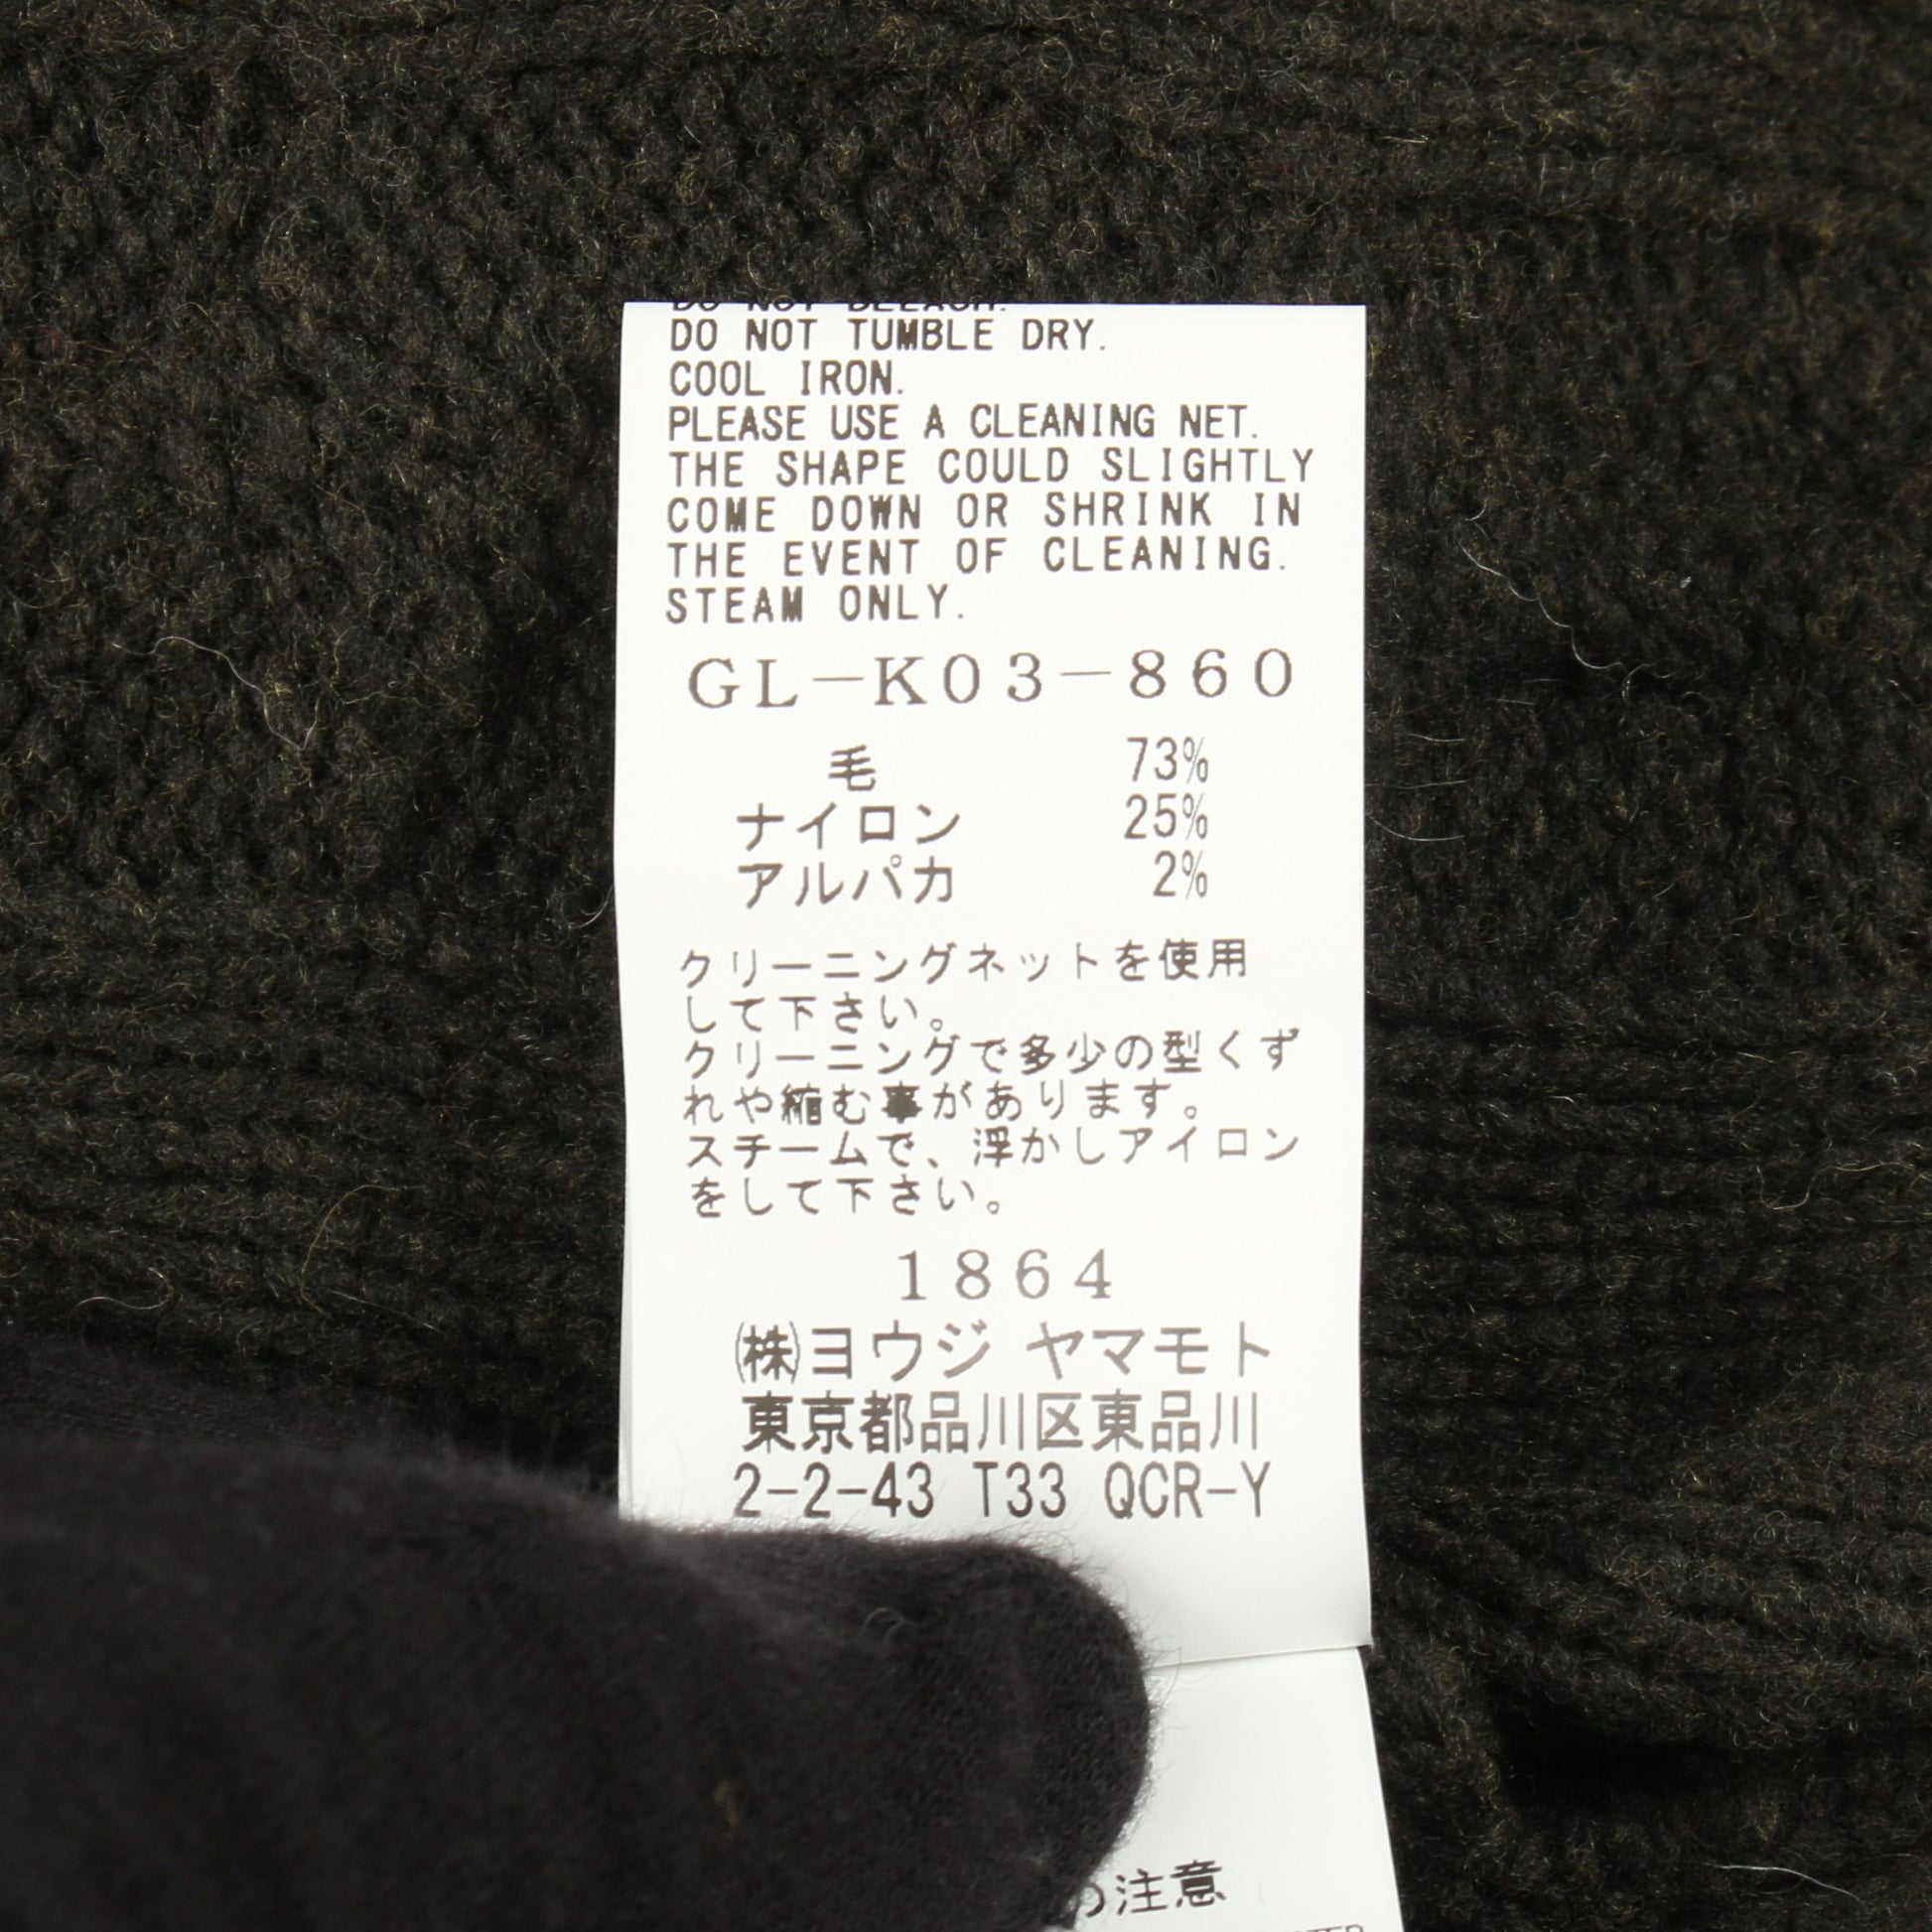 DO NOT BLEACH.
DO NOT TUMBLE DRY.
COOL IRON.
PLEASE USE A CLEANING NET.
THE SHAPE COULD SLIGHTLY
COME DOWN OR SHRINK IN
THE EVENT OF CLEANING.
STEAM ONLY.
GL-K03-860
毛 73%
ナイロン 25%
アルパカ 2%
クリーニングネットを使用
して下さい。
クリーニングで多少の型くず
れや縮む事があります。
スチームで、浮かしアイロン
をして下さい。
1864
㈱ヨウジ ヤマモト
東京都品川区東品川
2-2-43 T33 QCR-Y
の注意